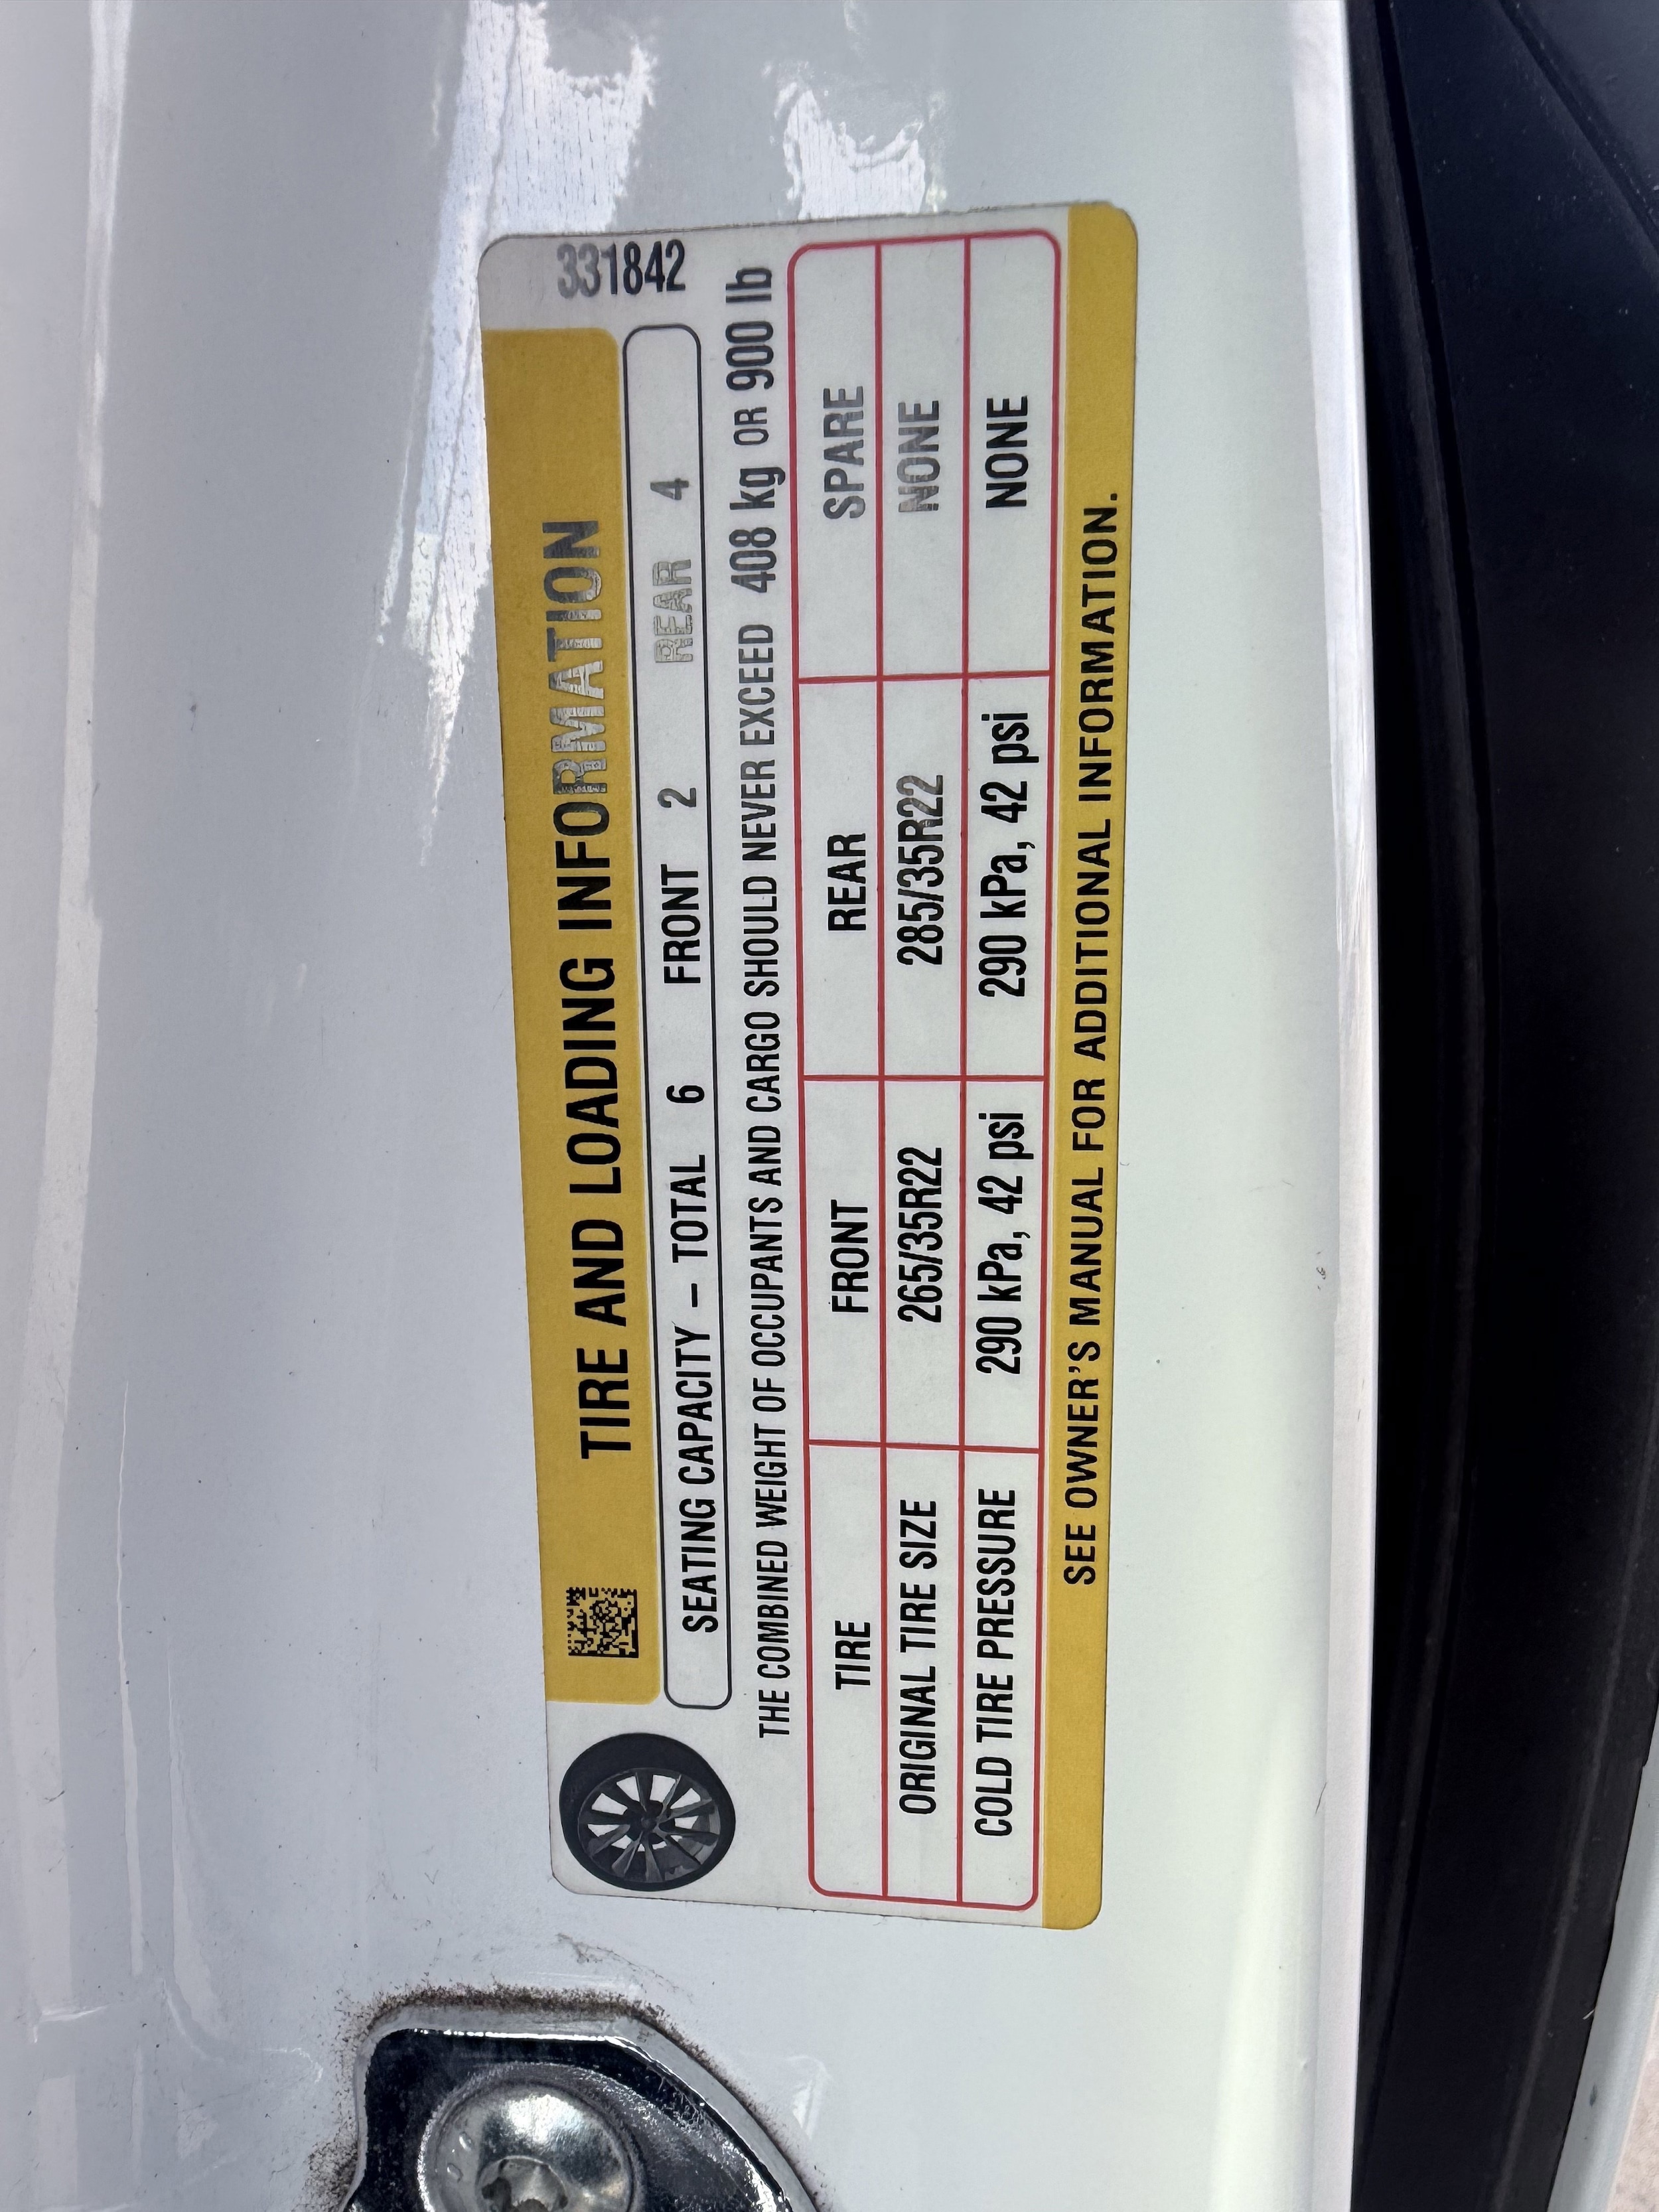 331842
TIRE AND LOADING INFORMATION
SEATING CAPACITY – TOTAL 6 FRONT 2 REAR 4
THE COMBINED WEIGHT OF OCCUPANTS AND CARGO SHOULD NEVER EXCEED 408 kg OR 900 lb
TIRE FRONT REAR SPARE
ORIGINAL TIRE SIZE 265/35R22 285/35R22 NONE
COLD TIRE PRESSURE 290 kPa, 42 psi 290 kPa, 42 psi NONE
SEE OWNER'S MANUAL FOR ADDITIONAL INFORMATION.